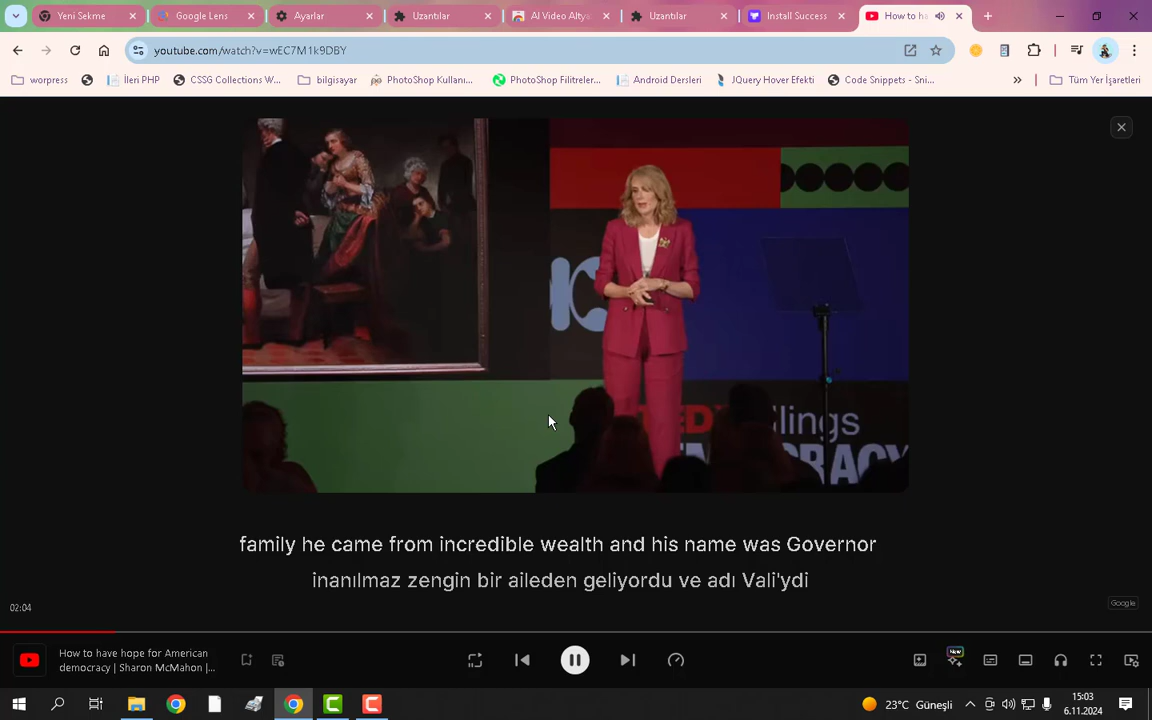 Yeni Sekme
Google Lens
Ayarlar
Uzantılar
AI Video Altya
Uzantılar
Install Success
How to ha
youtube.com/watch?v=wEC7M1k9DBY
worpress
İleri PHP
CSSG Collections W...
bilgisayar
PhotoShop Kullanı...
PhotoShop Filitreler...
Android Dersleri
JQuery Hover Efekti
Code Snippets - Sni...
»
Tüm Yer İşaretleri
illings
family he came from incredible wealth and his name was Governor
inanılmaz zengin bir aileden geliyordu ve adı Vali'ydi
02:04
Google
How to have hope for American
democracy | Sharon McMahon |...
New
23°C Güneşli
15:03
6.11.2024